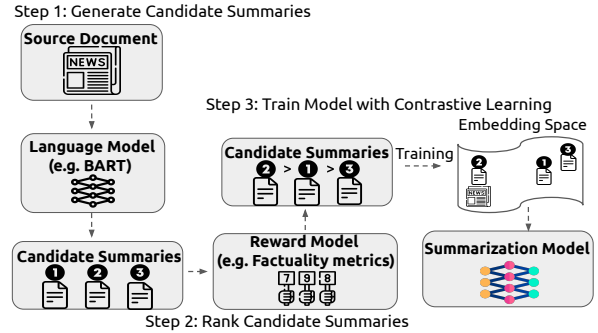 Step 1: Generate Candidate Summaries
Source Document
NEWS
Language Model
(e.g. BART)
Candidate Summaries
1 2 3
Step 2: Rank Candidate Summaries
Reward Model
(e.g. Factuality metrics)
7 9 8
Step 3: Train Model with Contrastive Learning
Candidate Summaries
2 > 1 > 3
Training
Embedding Space
2 1 3
NEWS
Summarization Model